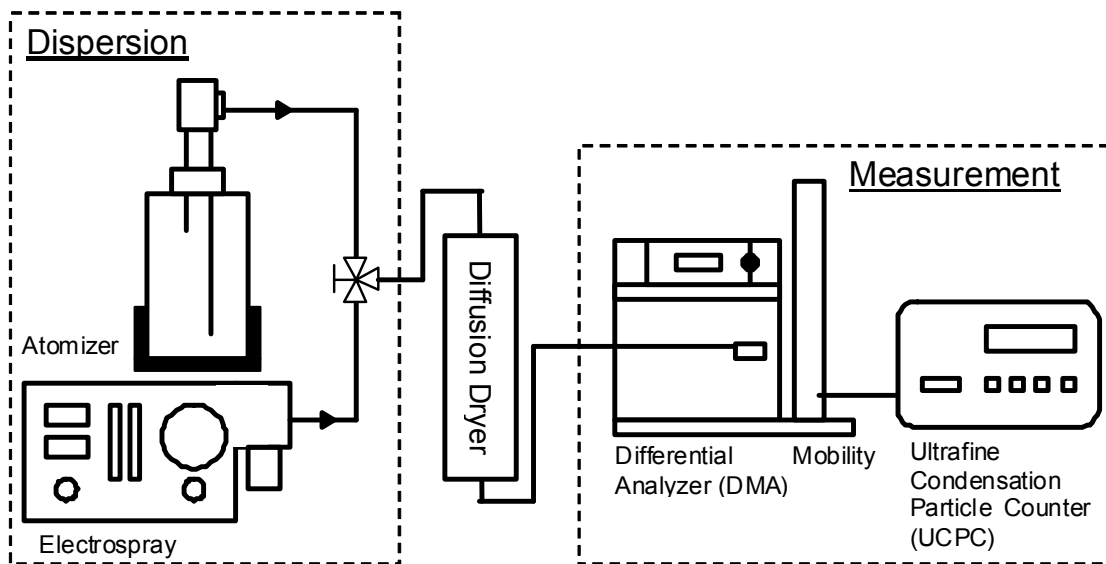 Dispersion
Measurement
Diffusion Dryer
Atomizer
Electrospray
Differential Mobility
Analyzer (DMA)
Ultrafine
Condensation
Particle Counter
(UCPC)